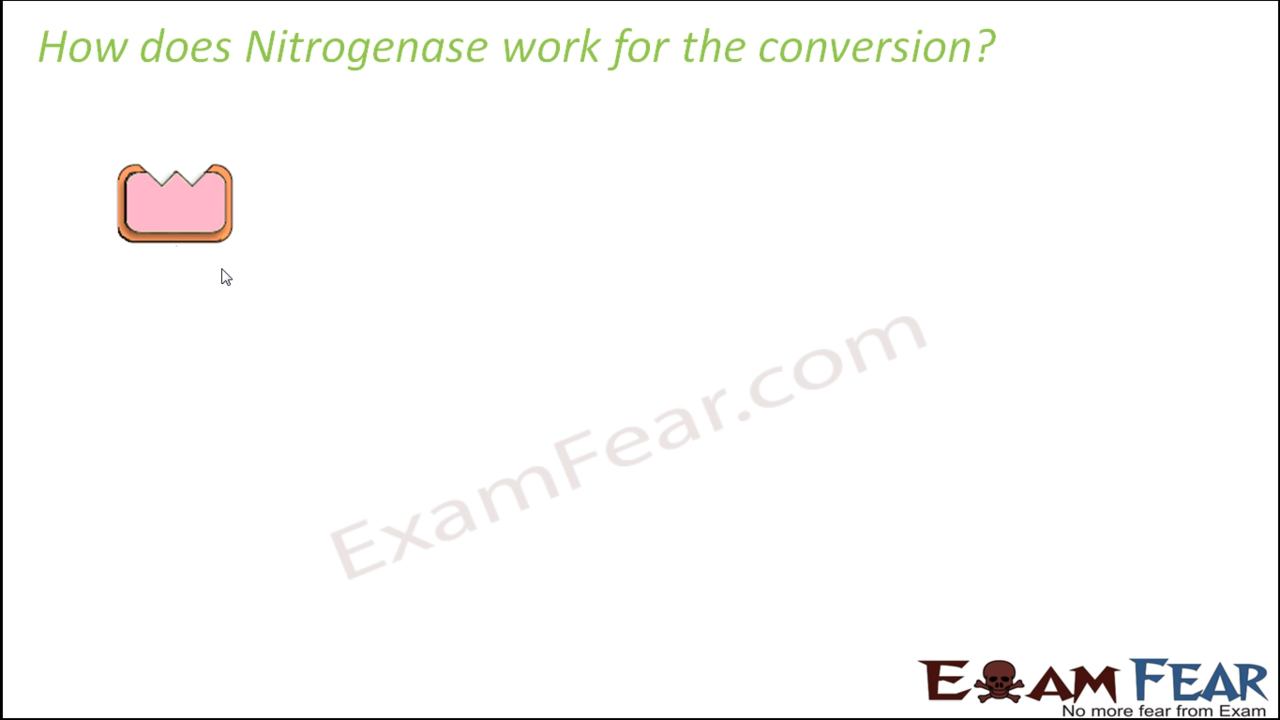 How does Nitrogenase work for the conversion?
ExamFear.com
EXAM FEAR
No more fear from Exam